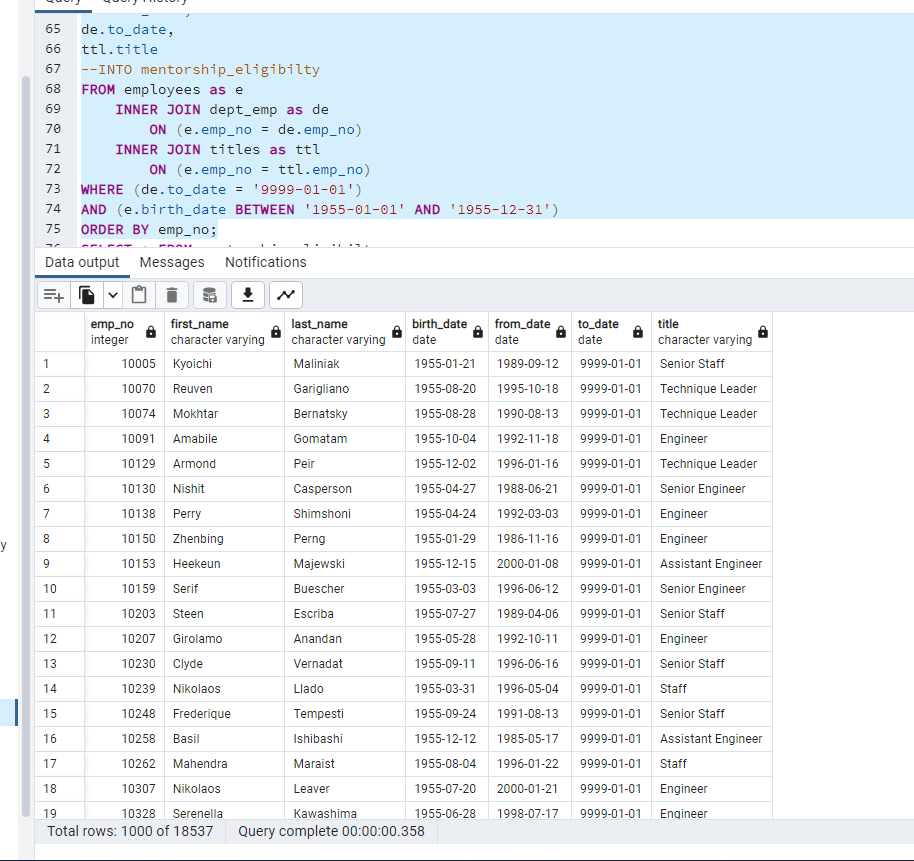 Query Query History
65 de.to_date,
66 ttl.title
67 --INTO mentorship_eligibilty
68 FROM employees as e
69 INNER JOIN dept_emp as de
70 ON (e.emp_no = de.emp_no)
71 INNER JOIN titles as ttl
72 ON (e.emp_no = ttl.emp_no)
73 WHERE (de.to_date = '9999-01-01')
74 AND (e.birth_date BETWEEN '1955-01-01' AND '1955-12-31')
75 ORDER BY emp_no;
Data output Messages Notifications
emp_no first_name last_name birth_date from_date to_date title
integer character varying character varying date date date character varying
1 10005 Kyoichi Maliniak 1955-01-21 1989-09-12 9999-01-01 Senior Staff
2 10070 Reuven Garigliano 1955-08-20 1995-10-18 9999-01-01 Technique Leader
3 10074 Mokhtar Bernatsky 1955-08-28 1990-08-13 9999-01-01 Technique Leader
4 10091 Amabile Gomatam 1955-10-04 1992-11-18 9999-01-01 Engineer
5 10129 Armond Peir 1955-12-02 1996-01-16 9999-01-01 Technique Leader
6 10130 Nishit Casperson 1955-04-27 1988-06-21 9999-01-01 Senior Engineer
7 10138 Perry Shimshoni 1955-04-24 1992-03-03 9999-01-01 Engineer
8 10150 Zhenbing Perng 1955-01-29 1986-11-16 9999-01-01 Engineer
y
9 10153 Heekeun Majewski 1955-12-15 2000-01-08 9999-01-01 Assistant Engineer
10 10159 Serif Buescher 1955-03-03 1996-06-12 9999-01-01 Senior Engineer
11 10203 Steen Escriba 1955-07-27 1989-04-06 9999-01-01 Senior Staff
12 10207 Girolamo Anandan 1955-05-28 1992-10-11 9999-01-01 Engineer
13 10230 Clyde Vernadat 1955-09-11 1996-06-16 9999-01-01 Senior Staff
14 10239 Nikolaos Llado 1955-03-31 1996-05-04 9999-01-01 Staff
15 10248 Frederique Tempesti 1955-09-24 1991-08-13 9999-01-01 Senior Staff
16 10258 Basil Ishibashi 1955-12-12 1985-05-17 9999-01-01 Assistant Engineer
17 10262 Mahendra Maraist 1955-08-04 1996-01-22 9999-01-01 Staff
18 10307 Nikolaos Leaver 1955-07-20 2000-01-21 9999-01-01 Engineer
19 10328 Serenella Kawashima 1955-06-28 1998-07-17 9999-01-01 Engineer
Total rows: 1000 of 18537 Query complete 00:00:00.358